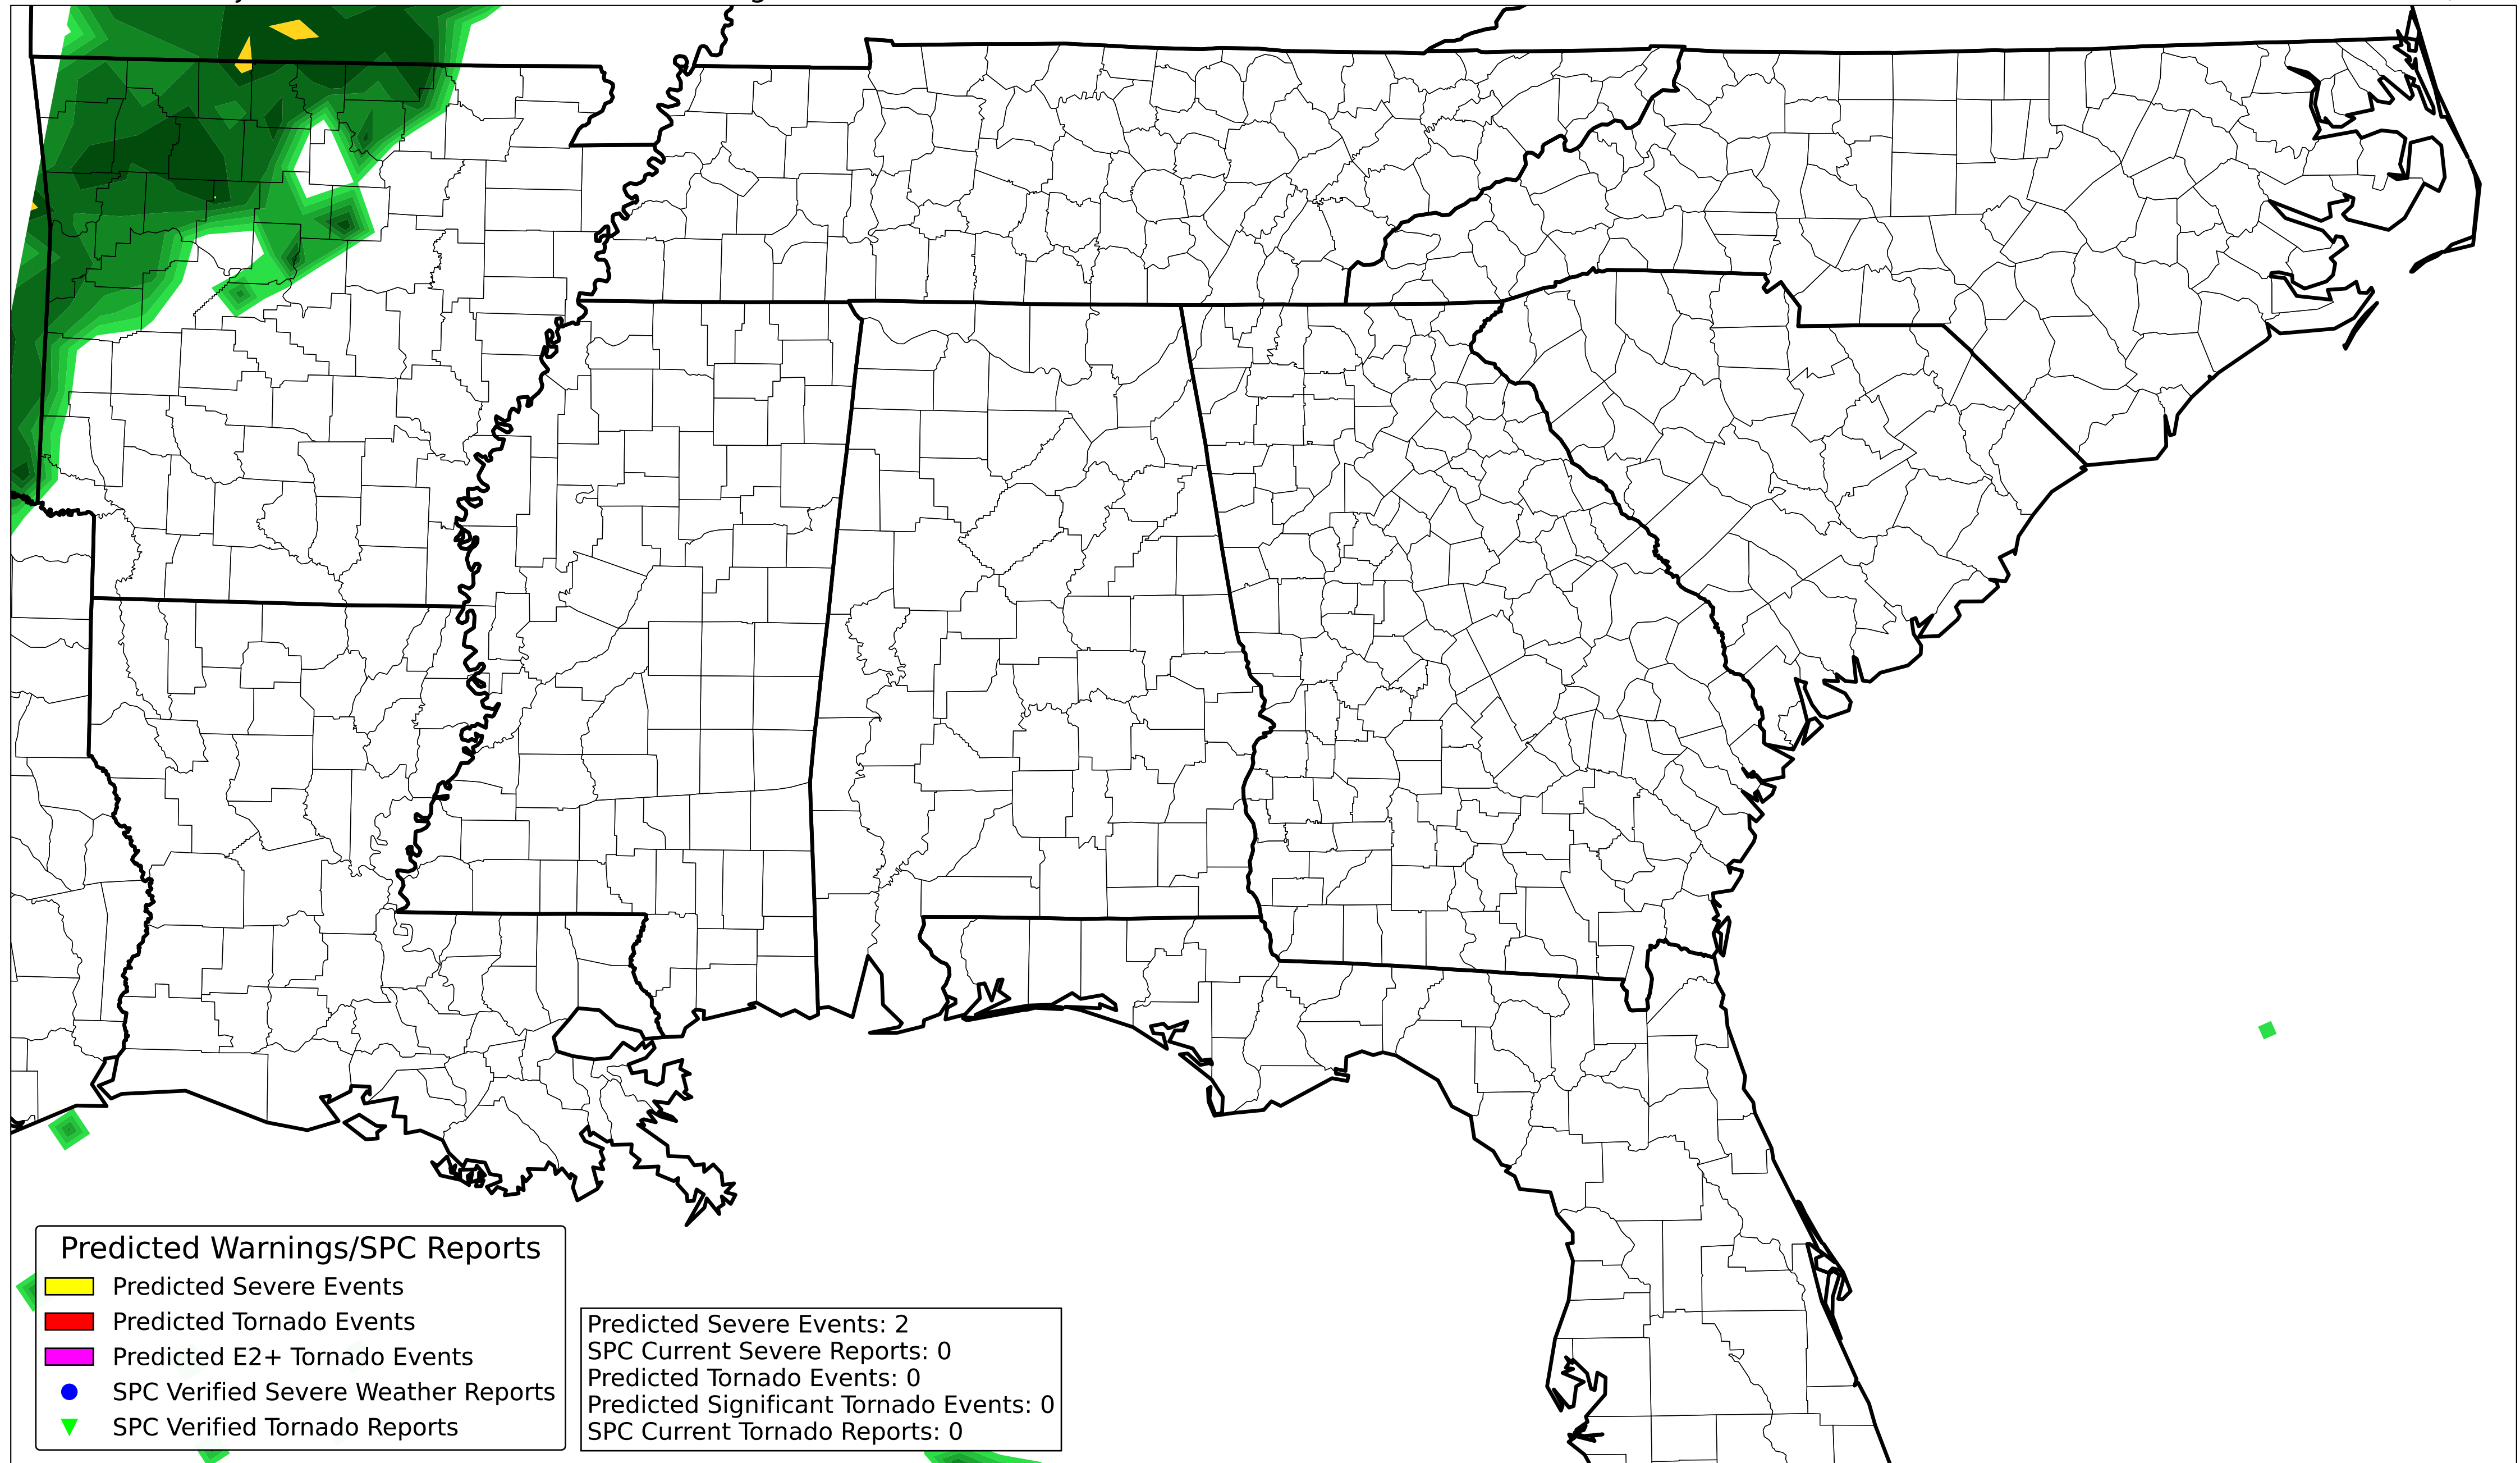 Predicted Warnings/SPC Reports
Predicted Severe Events
Predicted Tornado Events
Predicted E2+ Tornado Events
SPC Verified Severe Weather Reports
SPC Verified Tornado Reports
Predicted Severe Events: 2
SPC Current Severe Reports: 0
Predicted Tornado Events: 0
Predicted Significant Tornado Events: 0
SPC Current Tornado Reports: 0